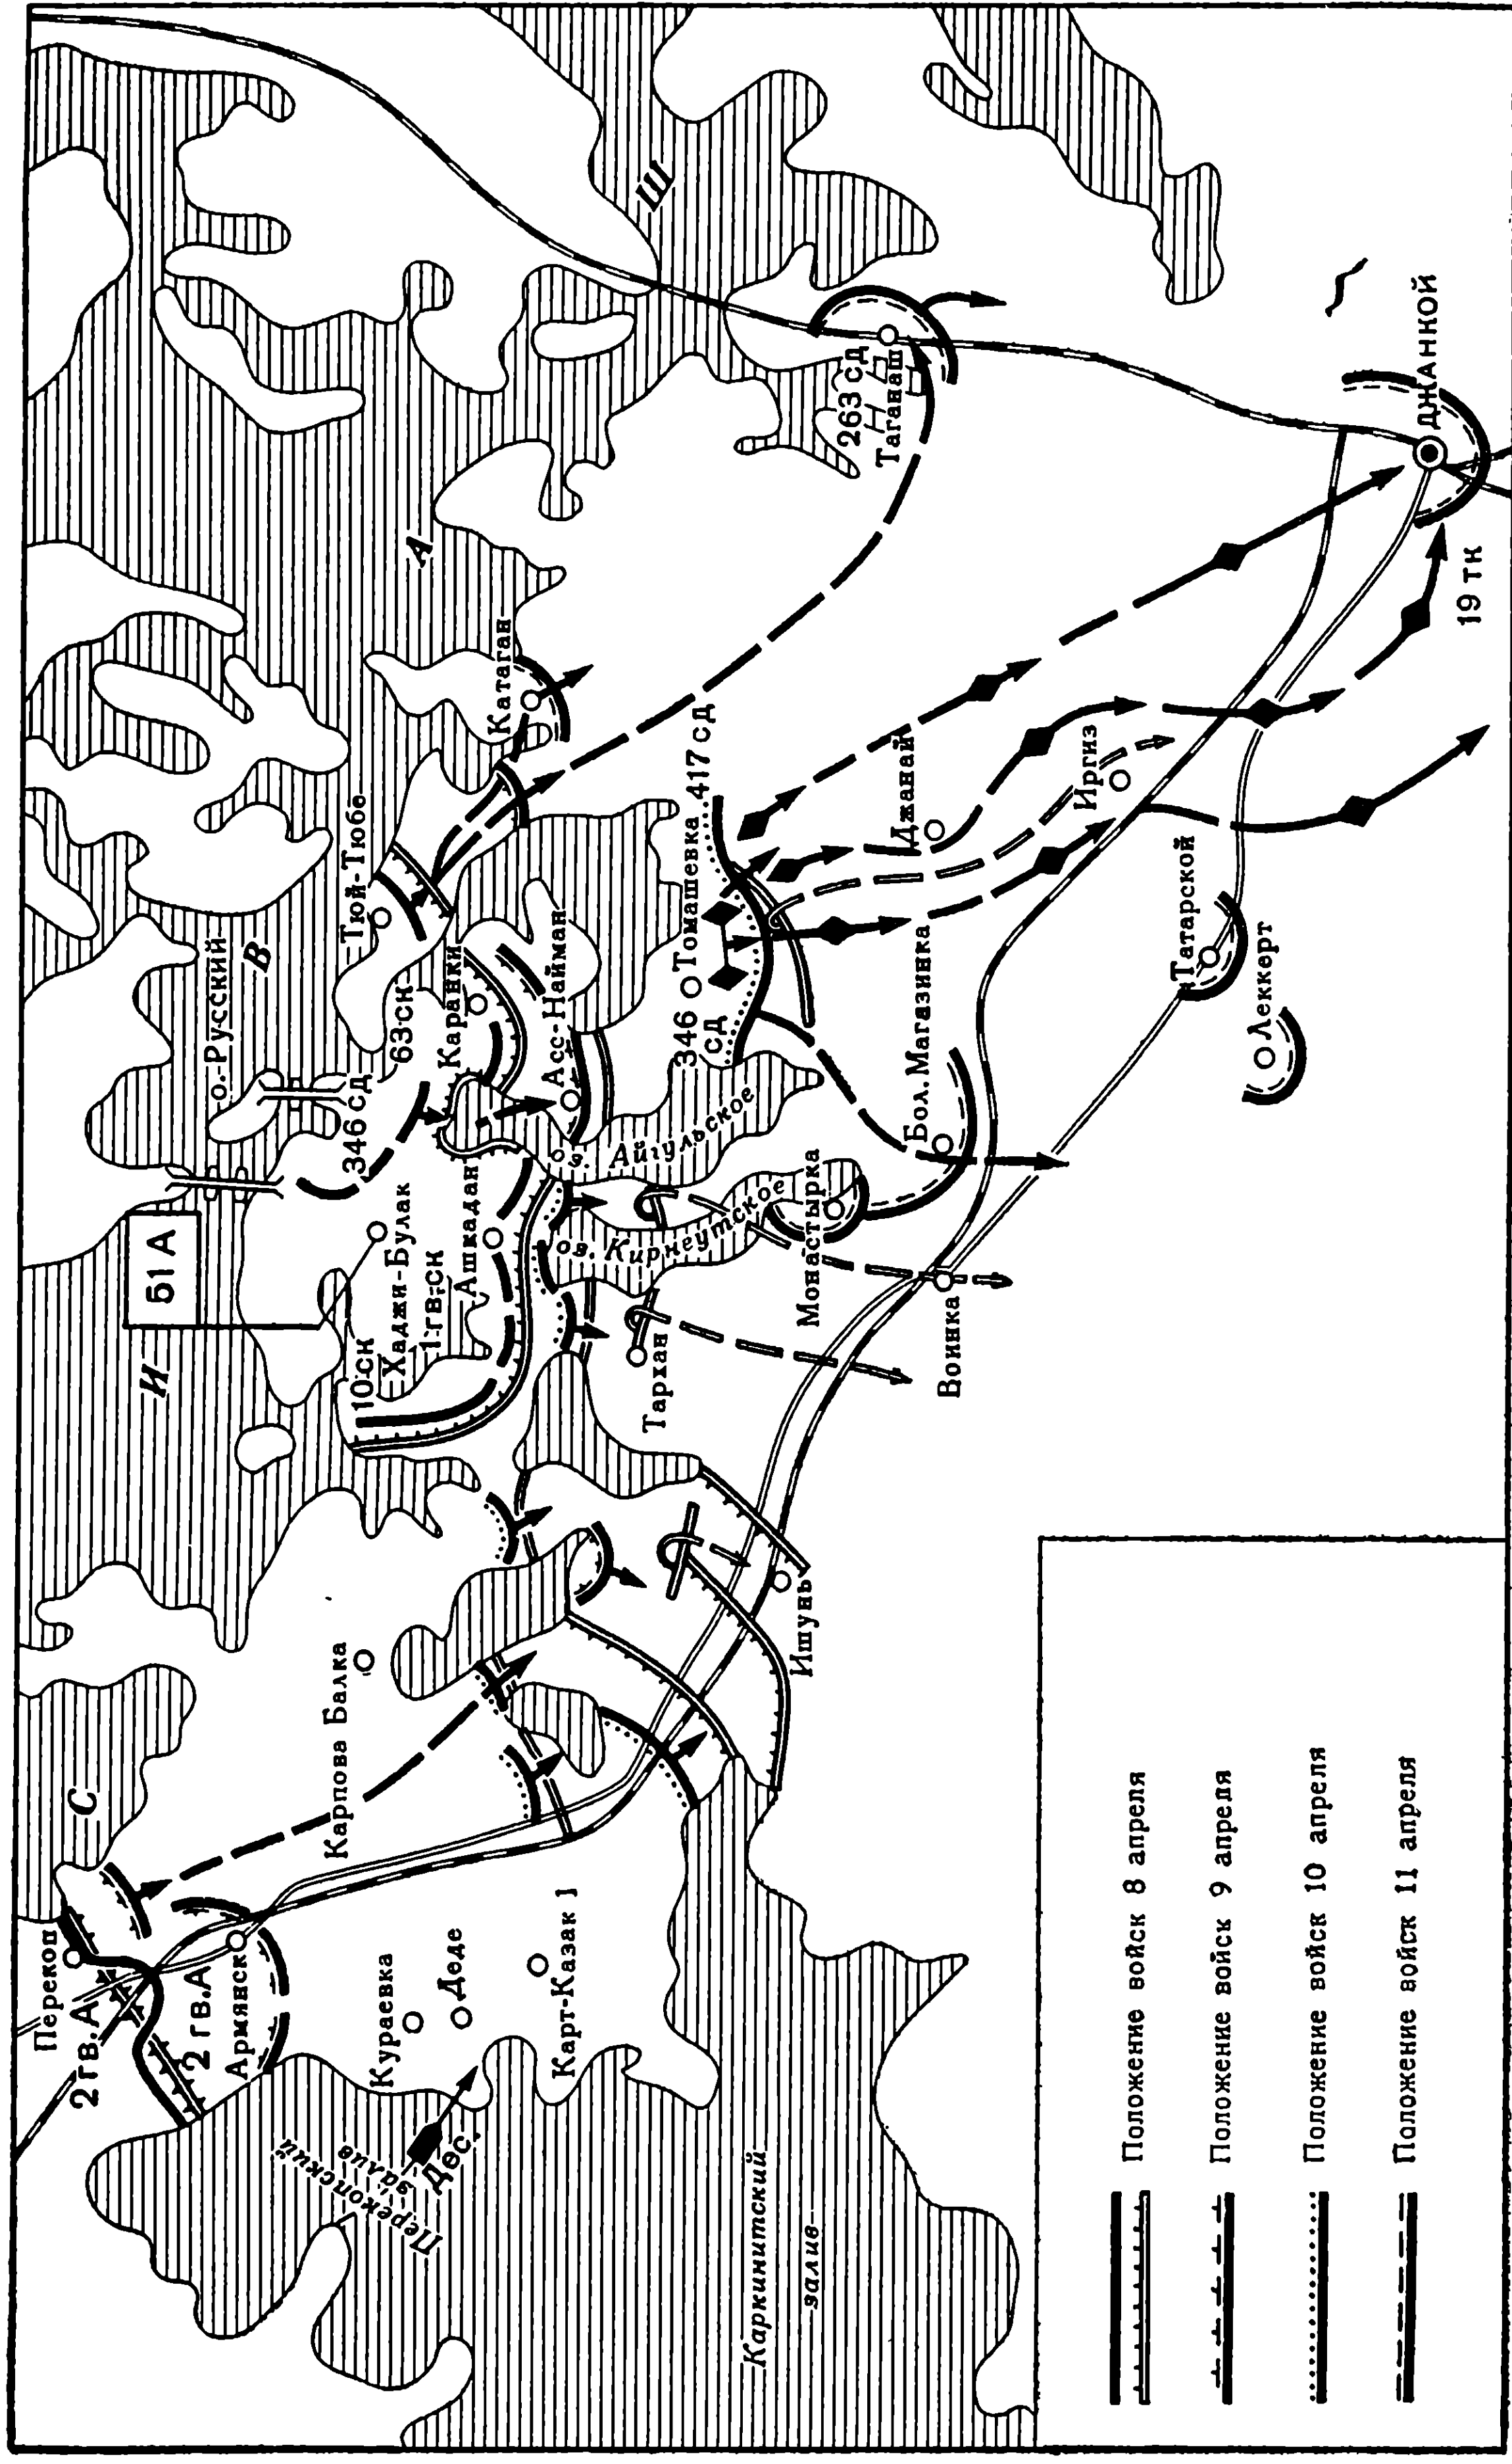 С И В А Ш
Перекоп
2 гв. А
2 гв. А
Армянск
Перекопский
залив
Дес.
Кураевка
Деде
Карт-Казак 1
Карпова Балка
Каркинитский
залив
51 А
о. Русский
10 ск
Хаджи-Булак
1 гв. ск
Ашкадан
346 сд
63 ск
Каранки
Тюй-Тюбе
Асс-Найман
Катаган
оз. Айгульское
оз. Киркеутское
Тархан
Ишунь
Монастырка
Воинка
Бол. Магазинка
346
сд
Томашевка
417 сд
Джанай
Иргиз
Татарской
Леккерт
263 сд
Таганаш
19 тк
ДЖАНКОЙ
Положение войск 8 апреля
Положение войск 9 апреля
Положение войск 10 апреля
Положение войск 11 апреля